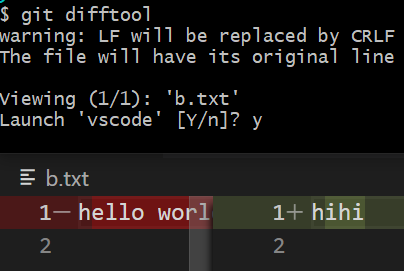 $ git difftool
warning: LF will be replaced by CRLF
The file will have its original line

Viewing (1/1): 'b.txt'
Launch 'vscode' [Y/n]? y
b.txt
1— hello worl 1+ hihi
2 2